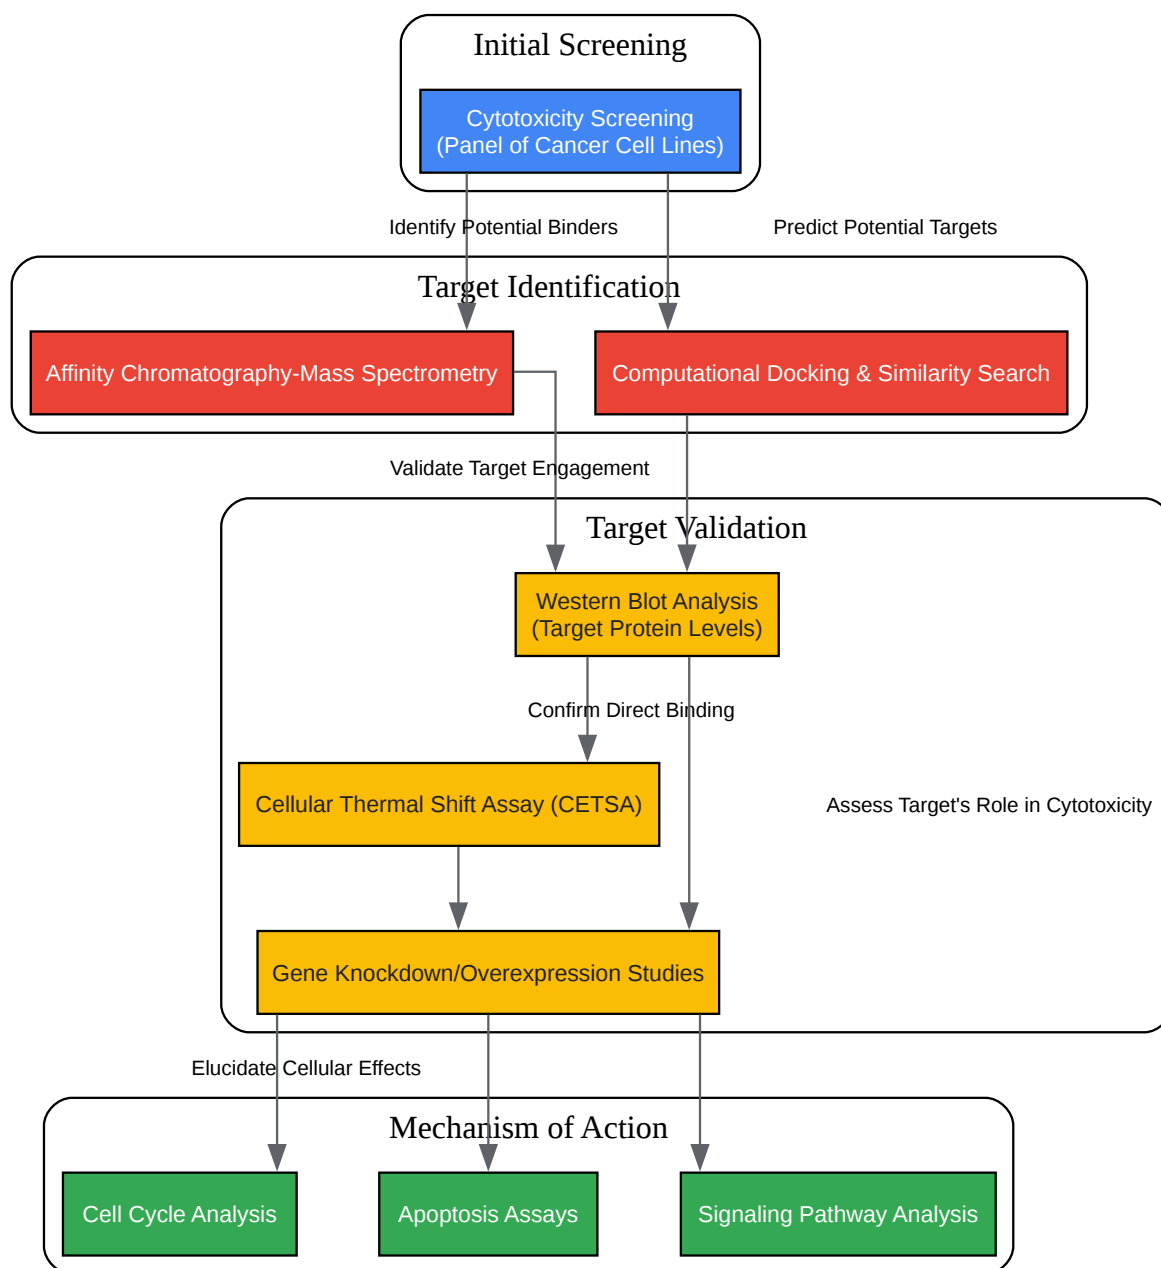 Initial Screening
Cytotoxicity Screening
(Panel of Cancer Cell Lines)
Identify Potential Binders
Predict Potential Targets
Target Identification
Affinity Chromatography-Mass Spectrometry
Computational Docking & Similarity Search
Validate Target Engagement
Target Validation
Western Blot Analysis
(Target Protein Levels)
Confirm Direct Binding
Cellular Thermal Shift Assay (CETSA)
Assess Target's Role in Cytotoxicity
Gene Knockdown/Overexpression Studies
Elucidate Cellular Effects
Mechanism of Action
Cell Cycle Analysis
Apoptosis Assays
Signaling Pathway Analysis